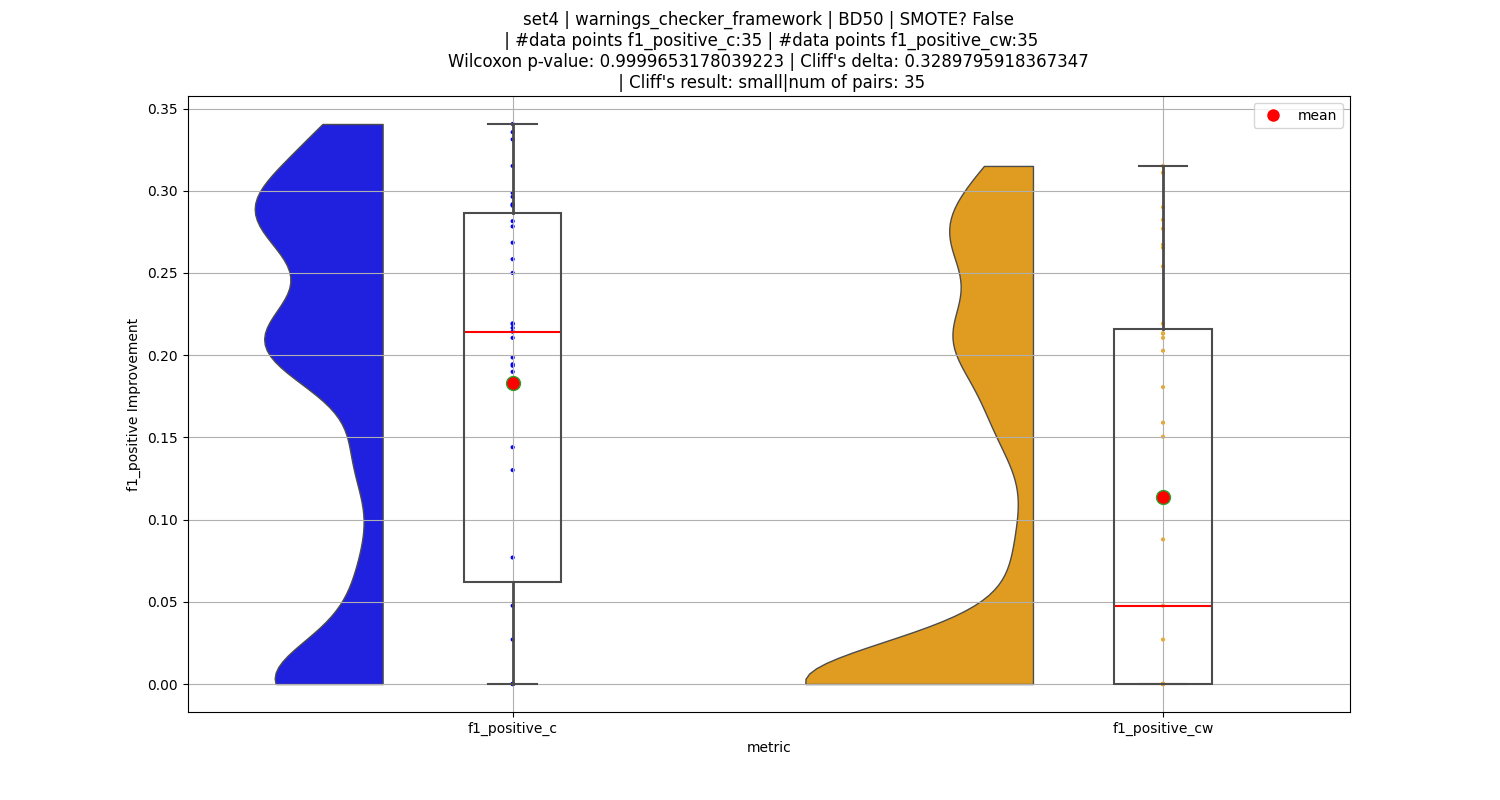 set4 | warnings_checker_framework | BD50 | SMOTE? False
| #data points f1_positive_c:35 | #data points f1_positive_cw:35
Wilcoxon p-value: 0.9999653178039223 | Cliff's delta: 0.3289795918367347
| Cliff's result: small|num of pairs: 35
mean
0.35
0.30
0.25
0.20
0.15
0.10
0.05
0.00
f1_positive Improvement
f1_positive_c
f1_positive_cw
metric